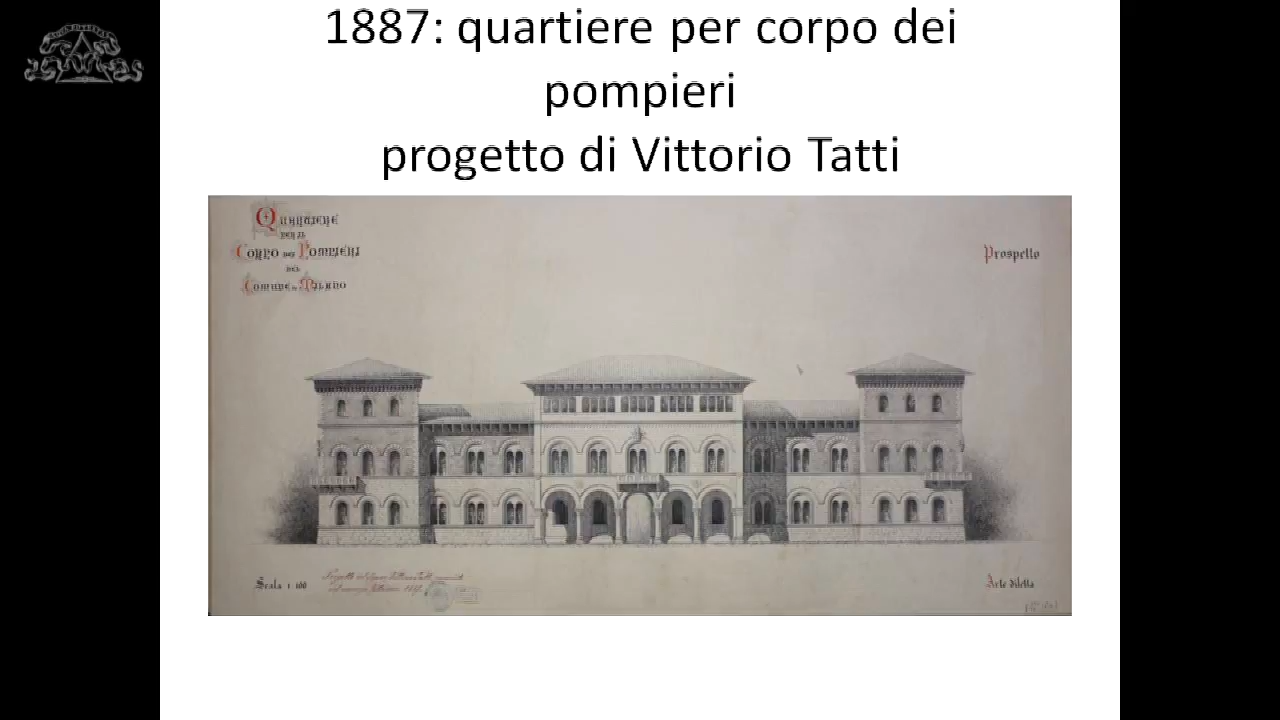 1887: quartiere per corpo dei
pompieri
progetto di Vittorio Tatti
Quartiere
per il
Corpo dei Pompieri
del
Comune di Milano
Prospetto
Scala 1 100
Arte diletta